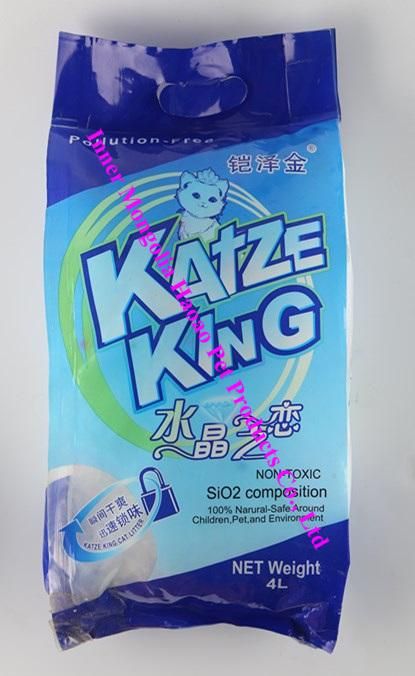 Pollution-Free
铠泽金®
KATZE
KING
水晶之恋
NON-TOXIC
SiO2 composition
100% Narural-Safe Around
Children,Pet,and Environment
瞬间干爽
迅速锁味
KATZE KING CAT LITTER
NET Weight
4L
Inner Mongolia Haoao Pet Products Co., Ltd